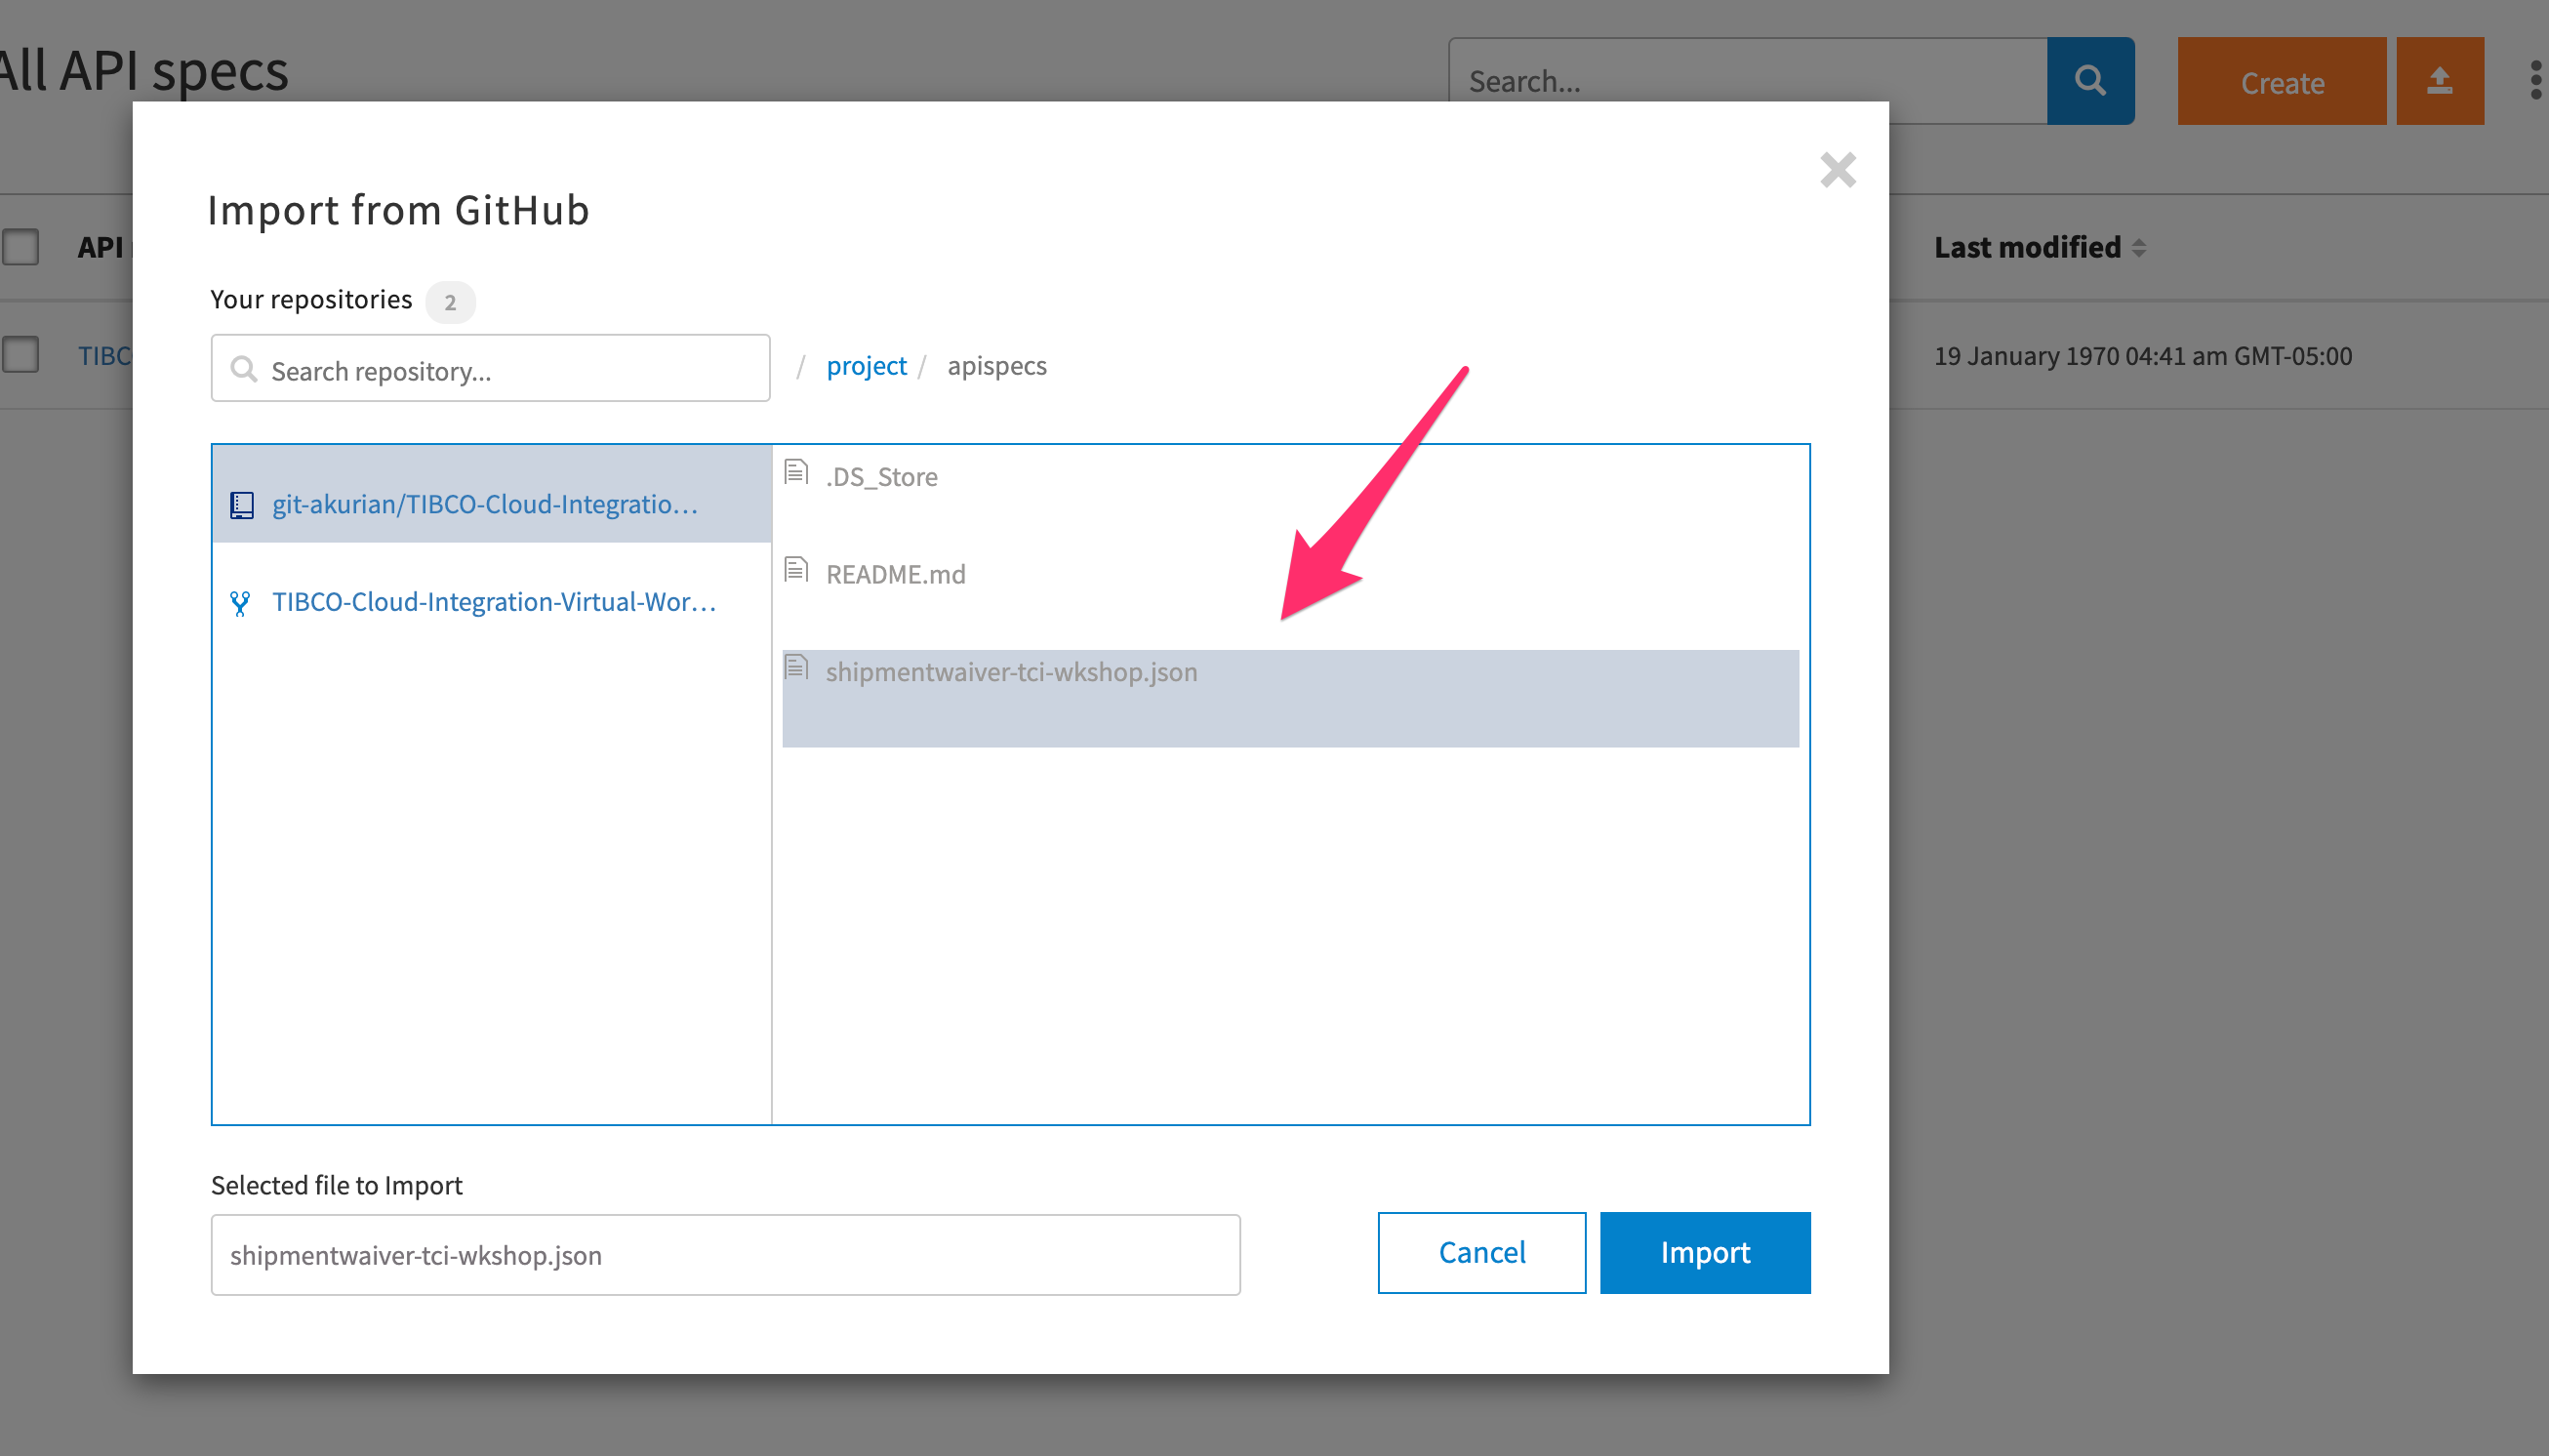 All API specs
Search...
Create
Import from GitHub
API
Last modified
Your repositories 2
Search repository...
/ project / apispecs
TIBC
19 January 1970 04:41 am GMT-05:00
git-akurian/TIBCO-Cloud-Integratio...
TIBCO-Cloud-Integration-Virtual-Wor...
.DS_Store
README.md
shipmentwaiver-tci-wkshop.json
Selected file to Import
shipmentwaiver-tci-wkshop.json
Cancel
Import